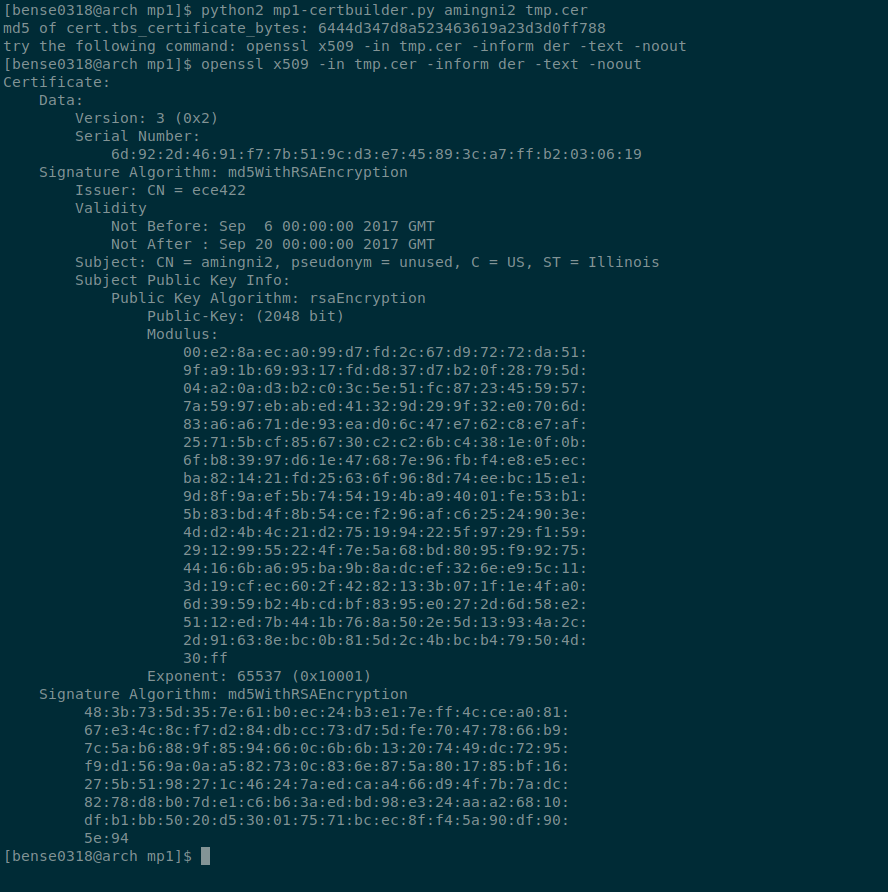 [bense0318@arch mp1]$ python2 mp1-certbuilder.py amingni2 tmp.cer
md5 of cert.tbs_certificate_bytes: 6444d347d8a523463619a23d3d0ff788
try the following command: openssl x509 -in tmp.cer -inform der -text -noout
[bense0318@arch mp1]$ openssl x509 -in tmp.cer -inform der -text -noout
Certificate:
    Data:
        Version: 3 (0x2)
        Serial Number:
            6d:92:2d:46:91:f7:7b:51:9c:d3:e7:45:89:3c:a7:ff:b2:03:06:19
    Signature Algorithm: md5WithRSAEncryption
        Issuer: CN = ece422
        Validity
            Not Before: Sep  6 00:00:00 2017 GMT
            Not After : Sep 20 00:00:00 2017 GMT
        Subject: CN = amingni2, pseudonym = unused, C = US, ST = Illinois
        Subject Public Key Info:
            Public Key Algorithm: rsaEncryption
                Public-Key: (2048 bit)
                Modulus:
                    00:e2:8a:ec:a0:99:d7:fd:2c:67:d9:72:72:da:51:
                    9f:a9:1b:69:93:17:fd:d8:37:d7:b2:0f:28:79:5d:
                    04:a2:0a:d3:b2:c0:3c:5e:51:fc:87:23:45:59:57:
                    7a:59:97:eb:ab:ed:41:32:9d:29:9f:32:e0:70:6d:
                    83:a6:a6:71:de:93:ea:d0:6c:47:e7:62:c8:e7:af:
                    25:71:5b:cf:85:67:30:c2:c2:6b:c4:38:1e:0f:0b:
                    6f:b8:39:97:d6:1e:47:68:7e:96:fb:f4:e8:e5:ec:
                    ba:82:14:21:fd:25:63:6f:96:8d:74:ee:bc:15:e1:
                    9d:8f:9a:ef:5b:74:54:19:4b:a9:40:01:fe:53:b1:
                    5b:83:bd:4f:8b:54:ce:f2:96:af:c6:25:24:90:3e:
                    4d:d2:4b:4c:21:d2:75:19:94:22:5f:97:29:f1:59:
                    29:12:99:55:22:4f:7e:5a:68:bd:80:95:f9:92:75:
                    44:16:6b:a6:95:ba:9b:8a:dc:ef:32:6e:e9:5c:11:
                    3d:19:cf:ec:60:2f:42:82:13:3b:07:1f:1e:4f:a0:
                    6d:39:59:b2:4b:cd:bf:83:95:e0:27:2d:6d:58:e2:
                    51:12:ed:7b:44:1b:76:8a:50:2e:5d:13:93:4a:2c:
                    2d:91:63:8e:bc:0b:81:5d:2c:4b:bc:b4:79:50:4d:
                    30:ff
                Exponent: 65537 (0x10001)
    Signature Algorithm: md5WithRSAEncryption
         48:3b:73:5d:35:7e:61:b0:ec:24:b3:e1:7e:ff:4c:ce:a0:81:
         67:e3:4c:8c:f7:d2:84:db:cc:73:d7:5d:fe:70:47:78:66:b9:
         7c:5a:b6:88:9f:85:94:66:0c:6b:6b:13:20:74:49:dc:72:95:
         f9:d1:56:9a:0a:a5:82:73:0c:83:6e:87:5a:80:17:85:bf:16:
         27:5b:51:98:27:1c:46:24:7a:ed:ca:a4:66:d9:4f:7b:7a:dc:
         82:78:d8:b0:7d:e1:c6:b6:3a:ed:bd:98:e3:24:aa:a2:68:10:
         df:b1:bb:50:20:d5:30:01:75:71:bc:ec:8f:f4:5a:90:df:90:
         5e:94
[bense0318@arch mp1]$